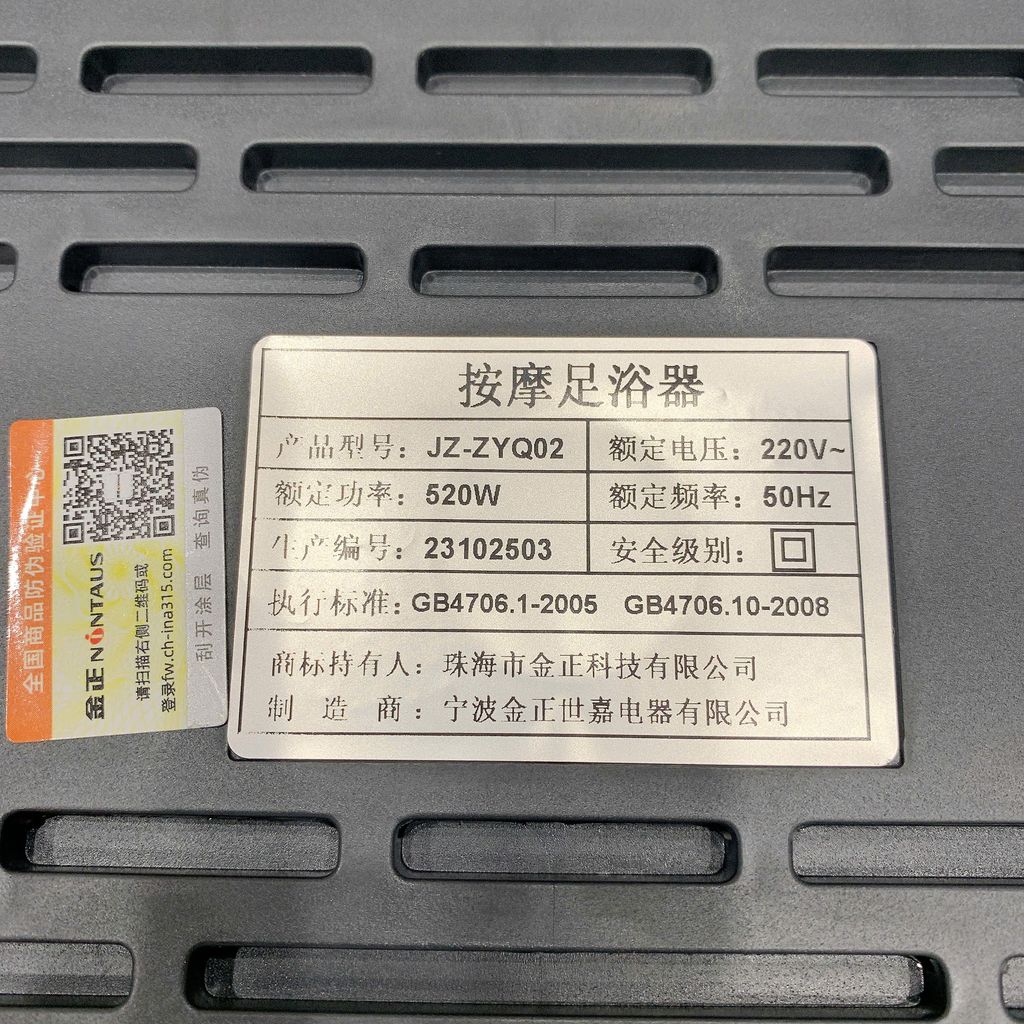 按摩足浴器
产品型号：JZ-ZYQ02 额定电压：220V~
额定功率：520W 额定频率：50Hz
生产编号：23102503 安全级别：
执行标准：GB4706.1-2005 GB4706.10-2008
商标持有人：珠海市金正科技有限公司
制 造 商：宁波金正世嘉电器有限公司
全国商品防伪验证中心
金正 NINTAUS
请扫描右侧二维码或
登录fw.ch-ina315.com
刮开涂层 查询真伪